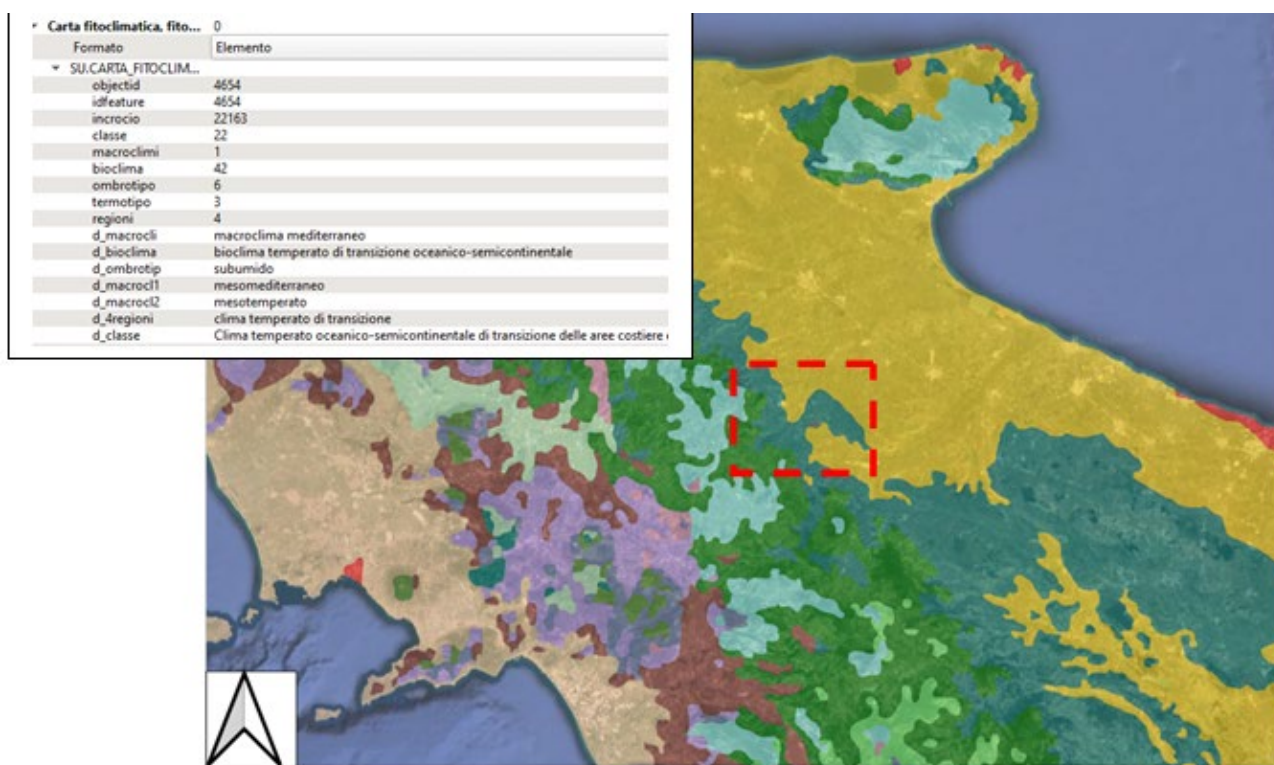 Carta fitoclimatica, fito... 0
Formato Elemento
SU.CARTA_FITOCLIM...
objectid 4654
idfeature 4654
incrocio 22163
classe 22
macroclimi 1
bioclima 42
ombrotipo 6
termotipo 3
regioni 4
d_macrocli macroclima mediterraneo
d_bioclima bioclima temperato di transizione oceanico-semicontinentale
d_ombrotip subumido
d_macrocl1 mesomediterraneo
d_macrocl2 mesotemperato
d_4regioni clima temperato di transizione
d_classe Clima temperato oceanico-semicontinentale di transizione delle aree costiere